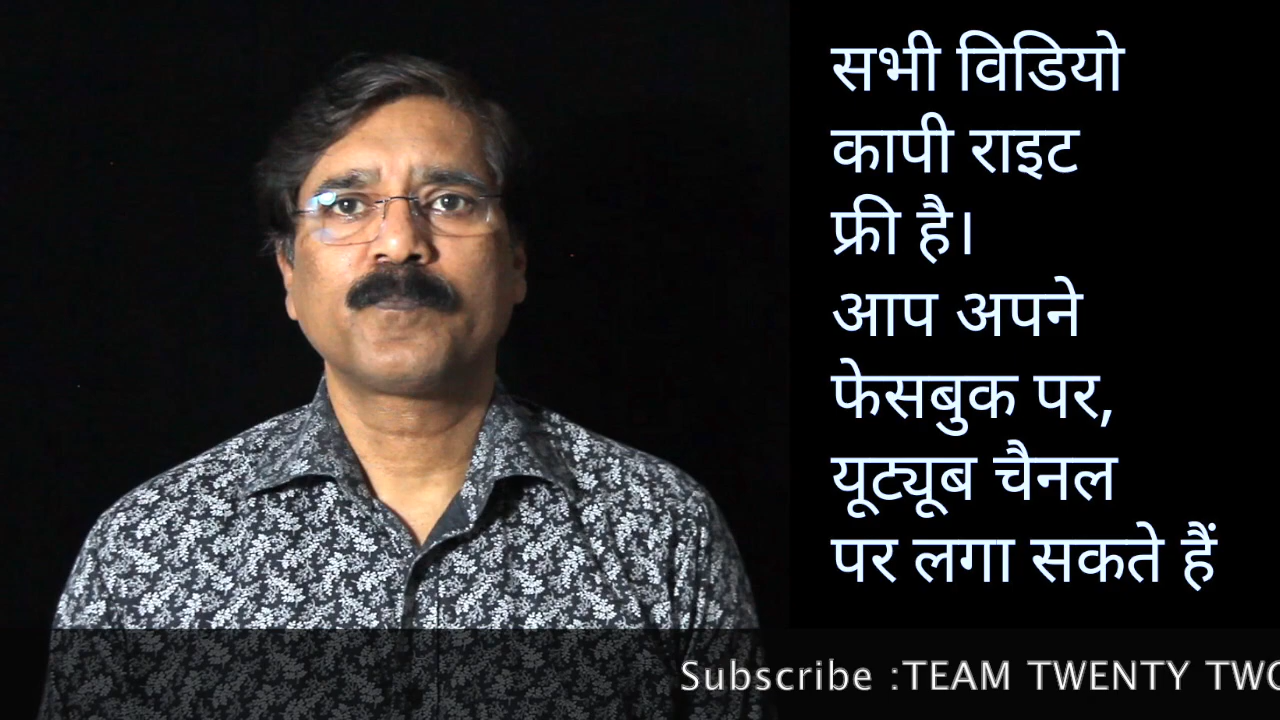 सभी विडियो
कापी राइट
फ्री है।
आप अपने
फेसबुक पर,
यूट्यूब चैनल
पर लगा सकते हैं
Subscribe :TEAM TWENTY TWO